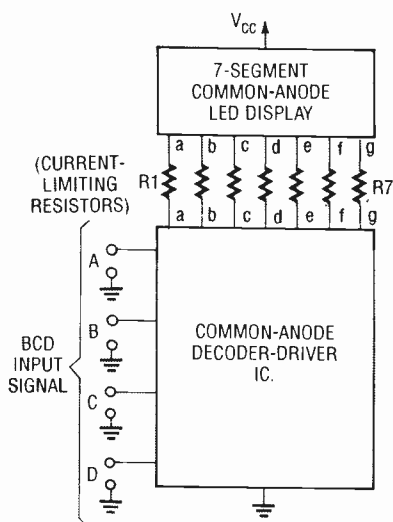 VCC
7-SEGMENT
COMMON-ANODE
LED DISPLAY
a b c d e f g
(CURRENT-
LIMITING
RESISTORS)
R1
R7
a b c d e f g
A
B
BCD
INPUT
SIGNAL
C
D
COMMON-ANODE
DECODER-DRIVER
IC.